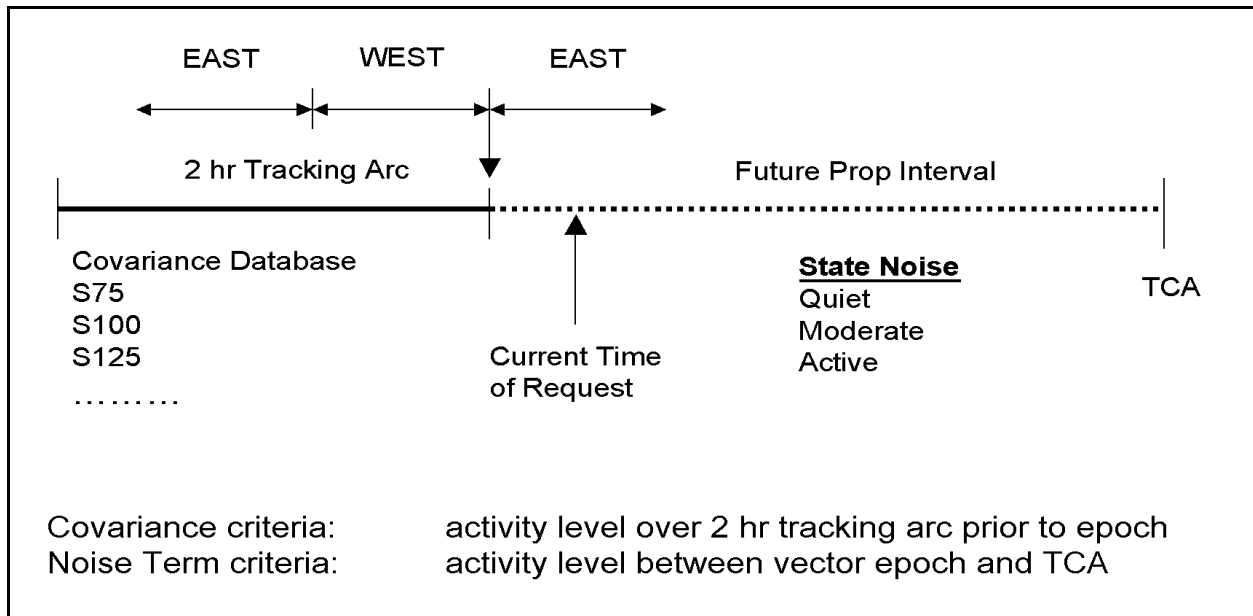 EAST WEST EAST
2 hr Tracking Arc Future Prop Interval
Covariance Database
S75
S100
S125
………
Current Time
of Request
State Noise
Quiet
Moderate
Active
TCA
Covariance criteria: activity level over 2 hr tracking arc prior to epoch
Noise Term criteria: activity level between vector epoch and TCA